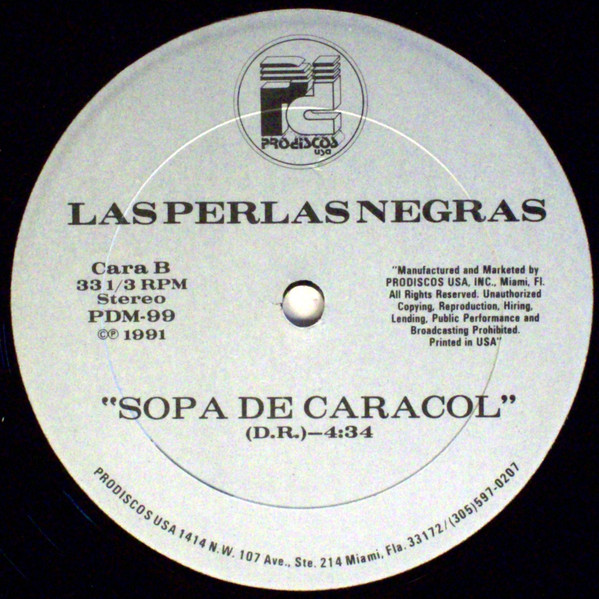 PRODISCOS
usa
LAS PERLAS NEGRAS
Cara B
33 1/3 RPM
Stereo
PDM-99
©℗ 1991
"Manufactured and Marketed by
PRODISCOS USA, INC., Miami, Fl.
All Rights Reserved. Unauthorized
Copying, Reproduction, Hiring,
Lending, Public Performance and
Broadcasting Prohibited.
Printed in USA"
"SOPA DE CARACOL"
(D.R.)—4:34
PRODISCOS USA 1414 N.W. 107 Ave., Ste. 214 Miami, Fla. 33172/(305)597-0207